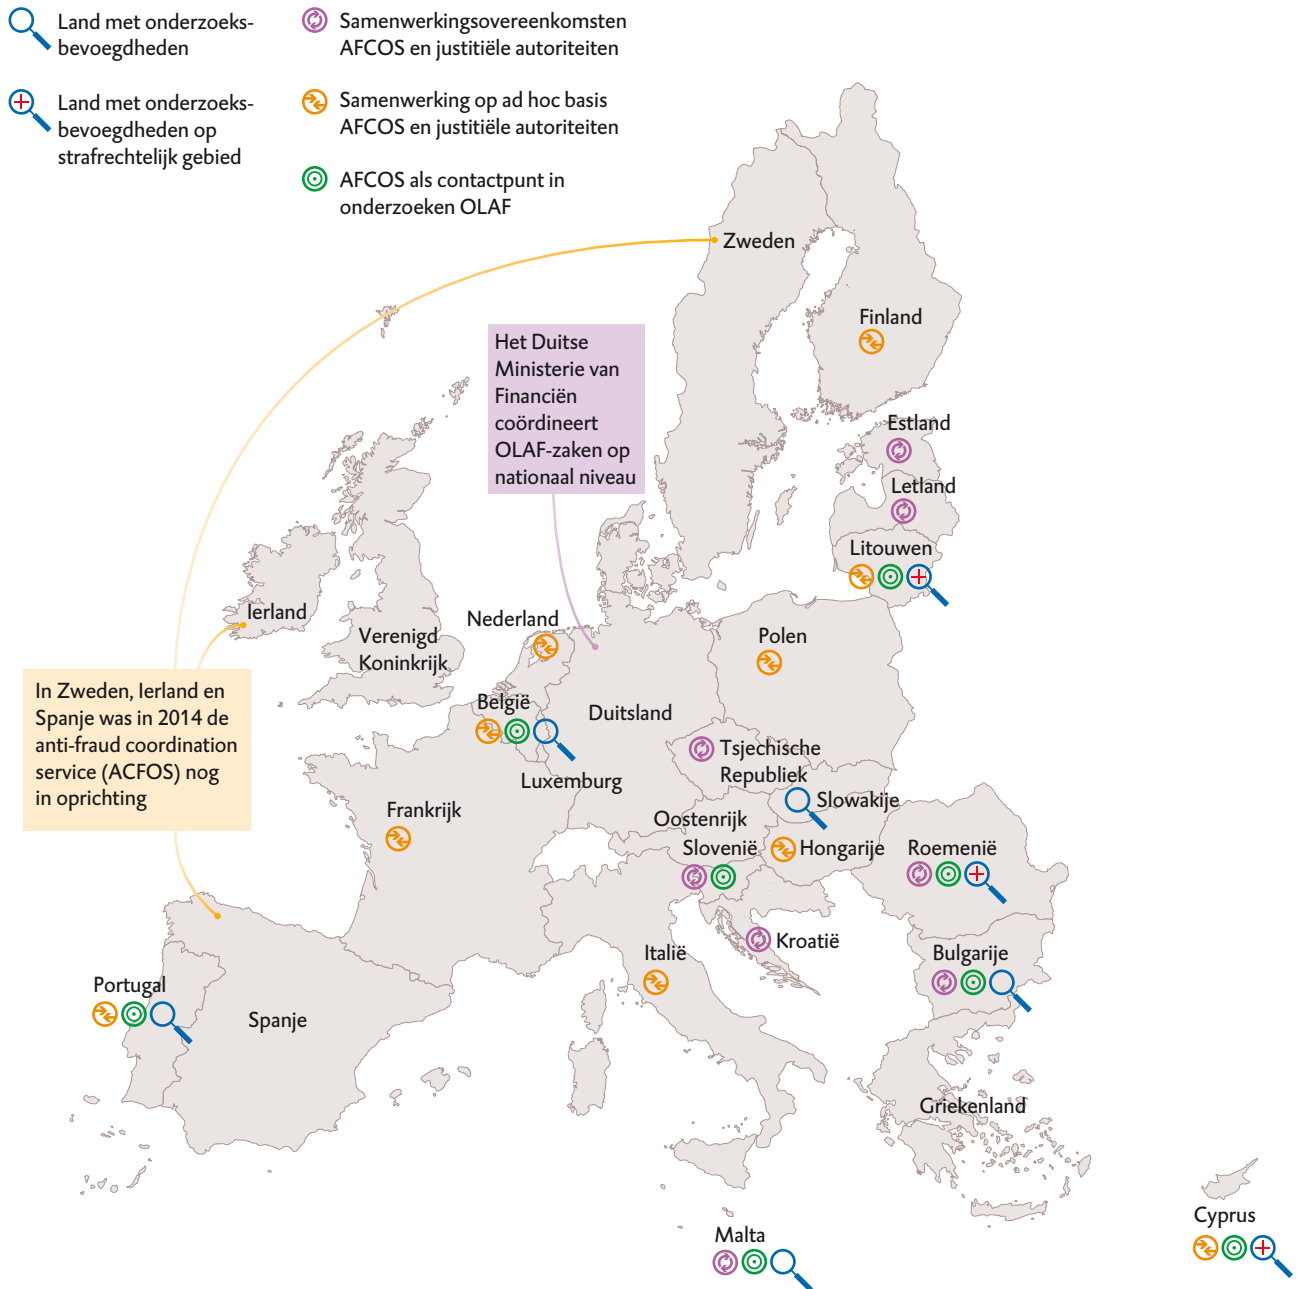 Land met onderzoeks-
bevoegdheden
Land met onderzoeks-
bevoegdheden op
strafrechtelijk gebied
Samenwerkingsovereenkomsten
AFCOS en justitiële autoriteiten
Samenwerking op ad hoc basis
AFCOS en justitiële autoriteiten
AFCOS als contactpunt in
onderzoeken OLAF
Zweden
Finland
Het Duitse
Ministerie van
Financiën
coördineert
OLAF-zaken op
nationaal niveau
Estland
Letland
Litouwen
Ierland
Verenigd
Koninkrijk
Nederland
Polen
In Zweden, Ierland en
Spanje was in 2014 de
anti-fraud coordination
service (ACFOS) nog
in oprichting
België
Duitsland
Luxemburg
Tsjechische
Republiek
Slowakije
Frankrijk
Oostenrijk
Slovenië
Hongarije
Roemenië
Kroatië
Italië
Bulgarije
Portugal
Spanje
Griekenland
Malta
Cyprus